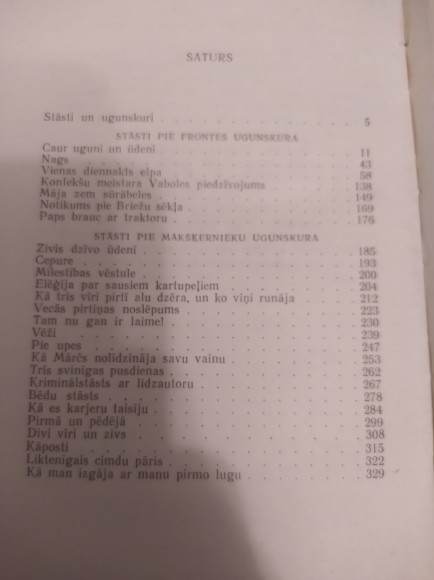 SATURS
Stāsti un ugunskuri 5
STĀSTI PIE FRONTES UGUNSKURA
Caur uguni un ūdeni 11
Nags 43
Vienas diennakts elpa 58
Konfekšu meistara Vaboles piedzīvojums 138
Māja zem sūrābeles 149
Notikums pie Briežu sēkļa 169
Paps brauc ar traktoru 176
STĀSTI PIE MAKŠĶERNIEKU UGUNSKURA
Zivis dzīvo ūdenī 185
Cepure 193
Mīlestības vēstule 200
Elēģija par sausiem kartupeļiem 204
Kā trīs vīri pirtī alu dzēra, un ko viņi runāja 212
Vecās pirtiņas noslēpums 223
Tam nu gan ir laime! 230
Vēži 239
Pie upes 247
Kā Mārčs nolīdzināja savu vainu 253
Trīs svinīgas pusdienas 262
Kriminālstāsts ar līdzautoru 267
Bēdu stāsts 278
Kā es karjeru taisīju 284
Pirmā un pēdējā 299
Divi vīri un zivs 308
Kāposti 315
Liktenīgais cimdu pāris 322
Kā man izgāja ar manu pirmo lugu 329